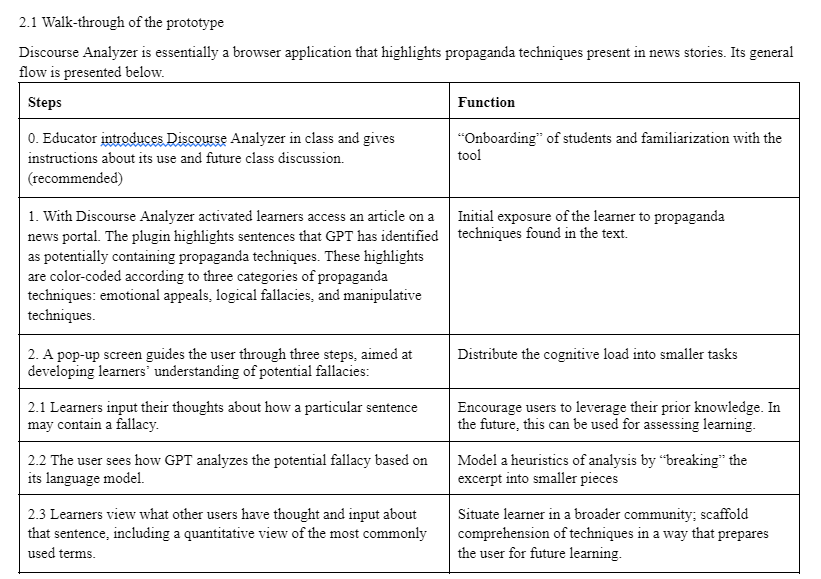 2.1 Walk-through of the prototype
Discourse Analyzer is essentially a browser application that highlights propaganda techniques present in news stories. Its general
flow is presented below.
Steps
Function
0. Educator introduces Discourse Analyzer in class and gives
instructions about its use and future class discussion.
(recommended)
“Onboarding” of students and familiarization with the
tool
1. With Discourse Analyzer activated learners access an article on a
news portal. The plugin highlights sentences that GPT has identified
as potentially containing propaganda techniques. These highlights
are color-coded according to three categories of propaganda
techniques: emotional appeals, logical fallacies, and manipulative
techniques.
Initial exposure of the learner to propaganda
techniques found in the text.
2. A pop-up screen guides the user through three steps, aimed at
developing learners’ understanding of potential fallacies:
Distribute the cognitive load into smaller tasks
2.1 Learners input their thoughts about how a particular sentence
may contain a fallacy.
Encourage users to leverage their prior knowledge. In
the future, this can be used for assessing learning.
2.2 The user sees how GPT analyzes the potential fallacy based on
its language model.
Model a heuristics of analysis by “breaking” the
excerpt into smaller pieces
2.3 Learners view what other users have thought and input about
that sentence, including a quantitative view of the most commonly
used terms.
Situate learner in a broader community; scaffold
comprehension of techniques in a way that prepares
the user for future learning.